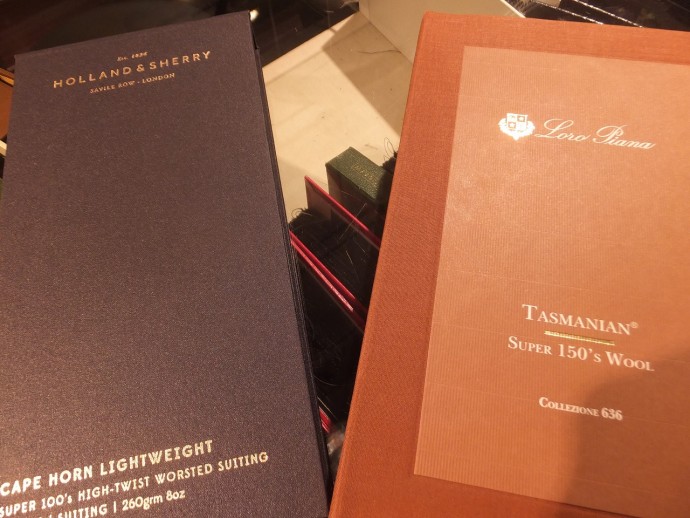 Est. 1836
HOLLAND & SHERRY
SAVILE ROW • LONDON
CAPE HORN LIGHTWEIGHT
SUPER 100's HIGH-TWIST WORSTED SUITING
SUITING | 260grm 8oz
Loro Piana
TASMANIAN®
SUPER 150'S WOOL
COLLEZIONE 636